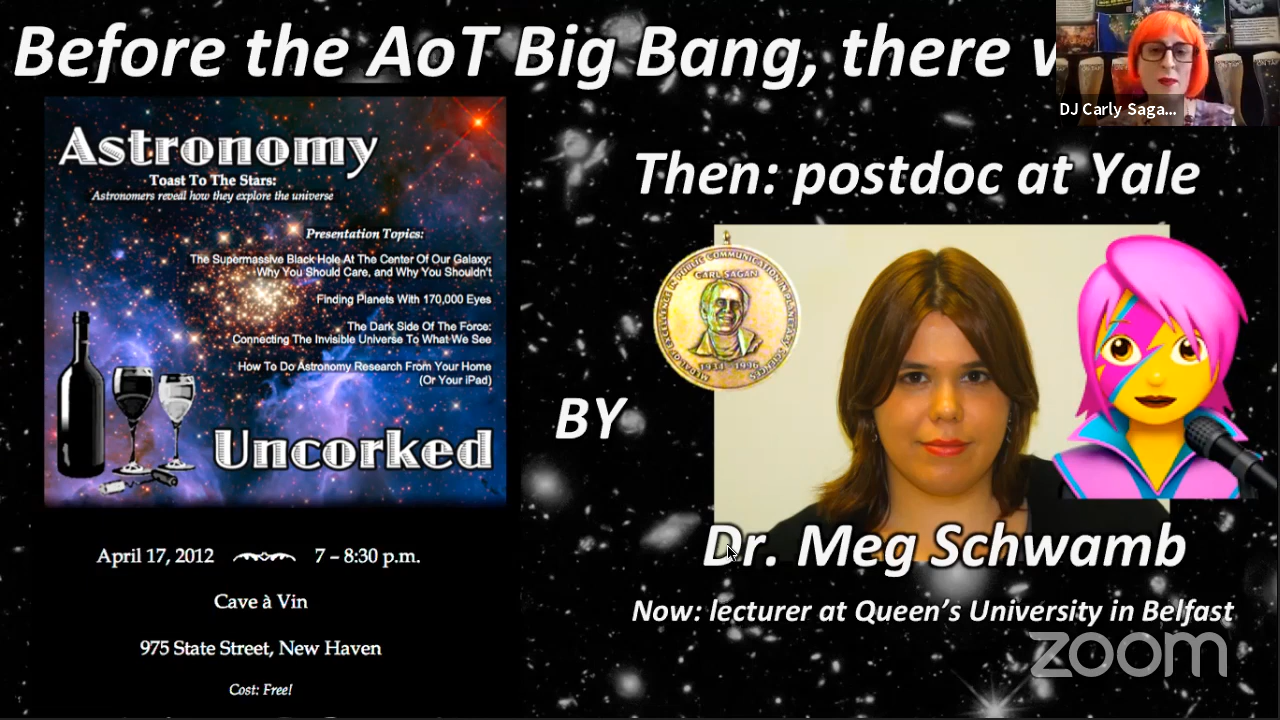 Before the AoT Big Bang, there
DJ Carly Saga...
Astronomy
Toast To The Stars:
Astronomers reveal how they explore the universe
Presentation Topics:
The Supermassive Black Hole At The Center Of Our Galaxy:
Why You Should Care, and Why You Shouldn't
Finding Planets With 170,000 Eyes
The Dark Side Of The Force:
Connecting The Invisible Universe To What We See
How To Do Astronomy Research From Your Home
(Or Your iPad)
Uncorked
April 17, 2012 7 – 8:30 p.m.
Cave à Vin
975 State Street, New Haven
Cost: Free!
Then: postdoc at Yale
CARL SAGAN
BY
Dr. Meg Schwamb
Now: lecturer at Queen's University in Belfast
zoom